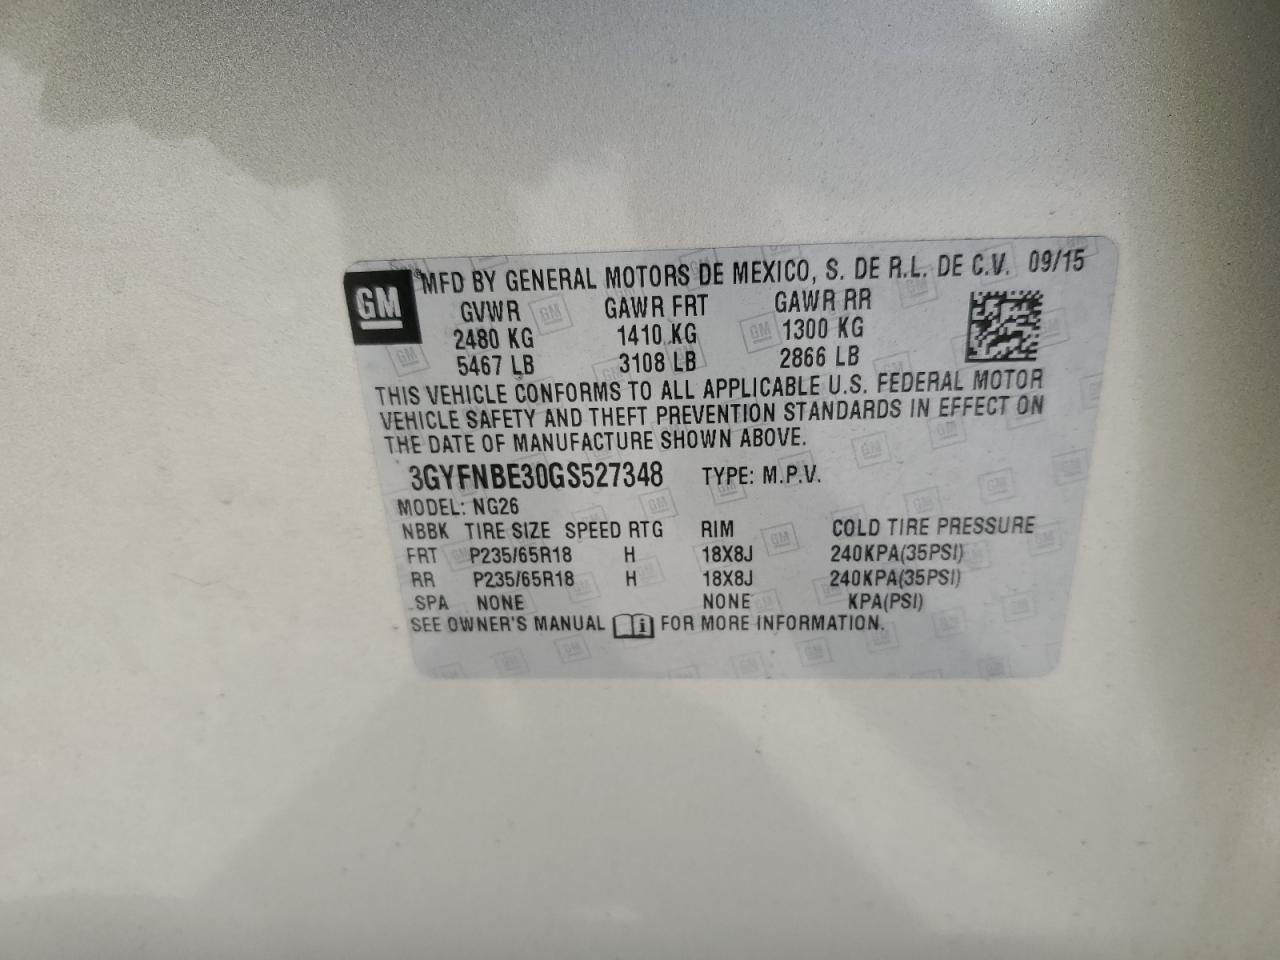 GM
MFD BY GENERAL MOTORS DE MEXICO, S. DE R.L. DE C.V. 09/15
GVWR GAWR FRT GAWR RR
2480 KG 1410 KG 1300 KG
5467 LB 3108 LB 2866 LB
THIS VEHICLE CONFORMS TO ALL APPLICABLE U.S. FEDERAL MOTOR
VEHICLE SAFETY AND THEFT PREVENTION STANDARDS IN EFFECT ON
THE DATE OF MANUFACTURE SHOWN ABOVE.
3GYFNBE30GS527348 TYPE: M.P.V.
MODEL: NG26
NBBK TIRE SIZE SPEED RTG RIM COLD TIRE PRESSURE
FRT P235/65R18 H 18X8J 240KPA(35PSI)
RR P235/65R18 H 18X8J 240KPA(35PSI)
SPA NONE NONE KPA(PSI)
SEE OWNER'S MANUAL FOR MORE INFORMATION.